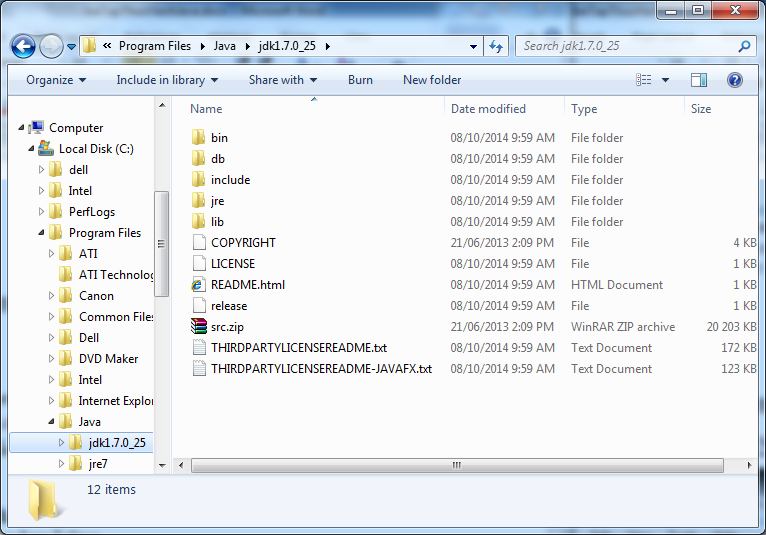 « Program Files Java jdk1.7.0_25 Search jdk1.7.0_25
Organize Include in library Share with Burn New folder
Name Date modified Type Size
Computer
Local Disk (C:)
dell
Intel
PerfLogs
Program Files
ATI
ATI Technolog
Canon
Common Files
Dell
DVD Maker
Intel
Internet Explor
Java
jdk1.7.0_25
jre7
bin 08/10/2014 9:59 AM File folder
db 08/10/2014 9:59 AM File folder
include 08/10/2014 9:59 AM File folder
jre 08/10/2014 9:59 AM File folder
lib 08/10/2014 9:59 AM File folder
COPYRIGHT 21/06/2013 2:09 PM File 4 KB
LICENSE 08/10/2014 9:59 AM File 1 KB
README.html 08/10/2014 9:59 AM HTML Document 1 KB
release 08/10/2014 9:59 AM File 1 KB
src.zip 21/06/2013 2:09 PM WinRAR ZIP archive 20 203 KB
THIRDPARTYLICENSEREADME.txt 08/10/2014 9:59 AM Text Document 172 KB
THIRDPARTYLICENSEREADME-JAVAFX.txt 08/10/2014 9:59 AM Text Document 123 KB
12 items